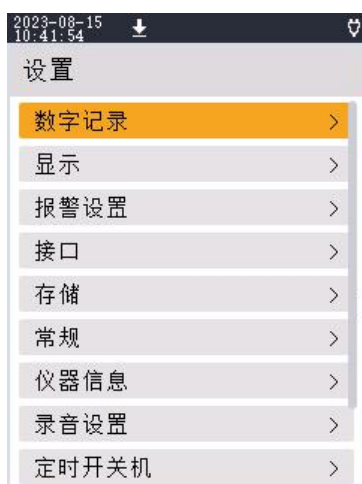 2023-08-15
10:41:54
设置
数字记录
显示
报警设置
接口
存储
常规
仪器信息
录音设置
定时开关机